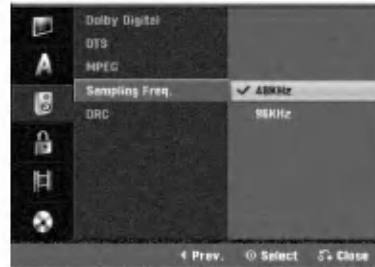 Dolby Digital
DTS
MPEG
Sampling Freq. ✓ 48KHz
DRC 96KHz
A
Prev. Select Close